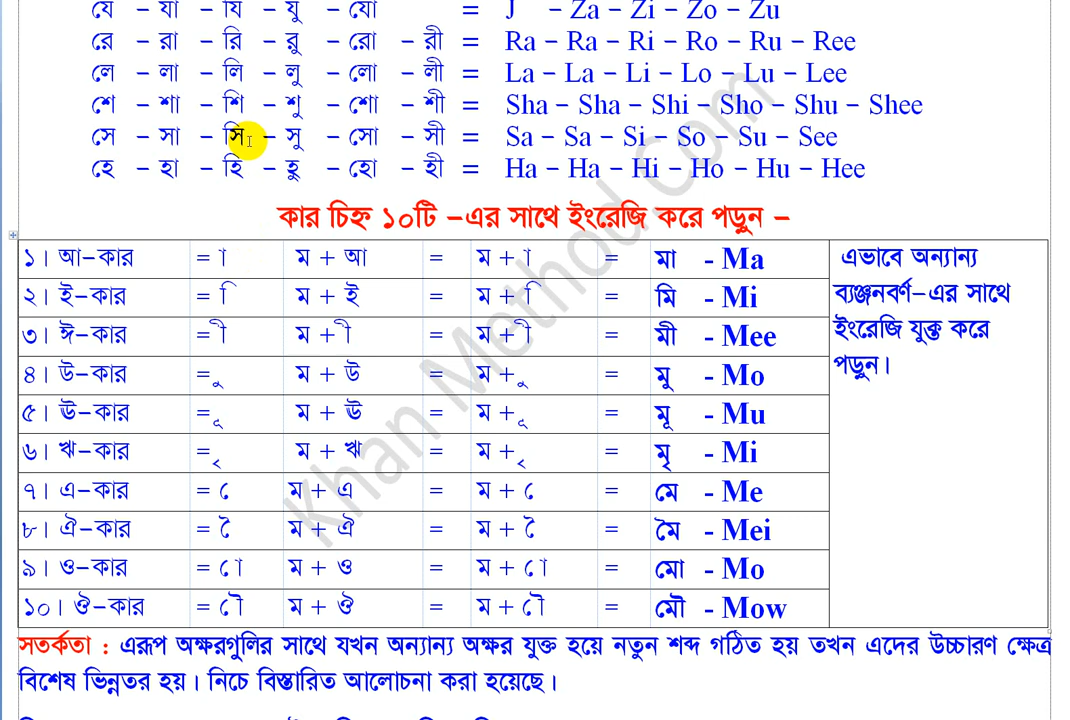 যে – যা – যি – যু – যো = J – Za – Zi – Zo – Zu
রে – রা – রি – রু – রো – রী = Ra – Ra – Ri – Ro – Ru – Ree
লে – লা – লি – লু – লো – লী = La – La – Li – Lo – Lu – Lee
শে – শা – শি – শু – শো – শী = Sha – Sha – Shi – Sho – Shu – Shee
সে – সা – সি – সু – সো – সী = Sa – Sa – Si – So – Su – See
হে – হা – হি – হু – হো – হী = Ha – Ha – Hi – Ho – Hu – Hee
কার চিহ্ন ১০টি –এর সাথে ইংরেজি করে পড়ুন –
১। আ–কার = া ম + আ = ম + া = মা - Ma
২। ই–কার = ি ম + ই = ম + ি = মি - Mi
৩। ঈ–কার = ী ম + ী = ম + ী = মী - Mee
৪। উ–কার = ু ম + উ = ম + ু = মু - Mo
৫। ঊ–কার = ূ ম + ঊ = ম + ূ = মূ - Mu
৬। ঋ–কার = ৃ ম + ঋ = ম + ৃ = মৃ - Mi
৭। এ–কার = ে ম + এ = ম + ে = মে - Me
৮। ঐ–কার = ৈ ম + ঐ = ম + ৈ = মৈ - Mei
৯। ও–কার = ো ম + ও = ম + ো = মো - Mo
১০। ঔ–কার = ৌ ম + ঔ = ম + ৌ = মৌ - Mow
এভাবে অন্যান্য
ব্যঞ্জনবর্ণ–এর সাথে
ইংরেজি যুক্ত করে
পড়ুন।
সতর্কতা : এরূপ অক্ষরগুলির সাথে যখন অন্যান্য অক্ষর যুক্ত হয়ে নতুন শব্দ গঠিত হয় তখন এদের উচ্চারণ ক্ষেত্র
বিশেষ ভিন্নতর হয়। নিচে বিস্তারিত আলোচনা করা হয়েছে।
Khan Method.Com